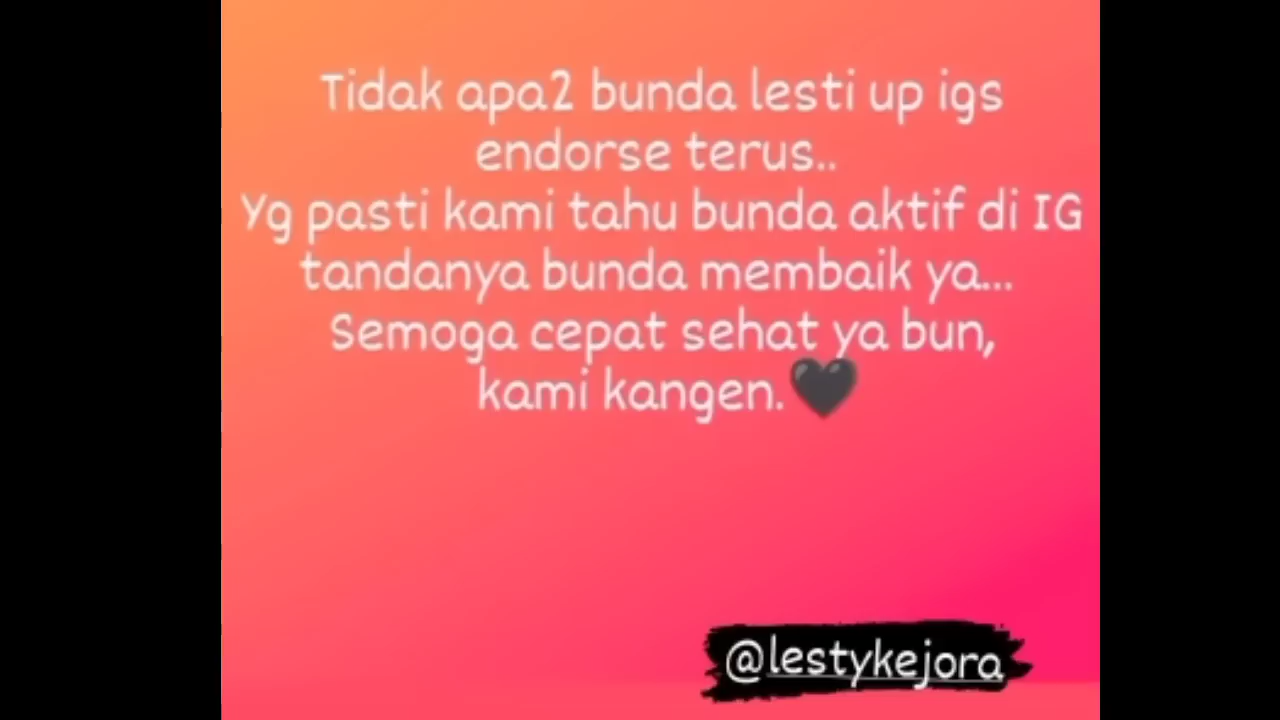 Tidak apa2 bunda lesti up igs
endorse terus..
Yg pasti kami tahu bunda aktif di IG
tandanya bunda membaik ya...
Semoga cepat sehat ya bun,
kami kangen.🖤
@lestykejora